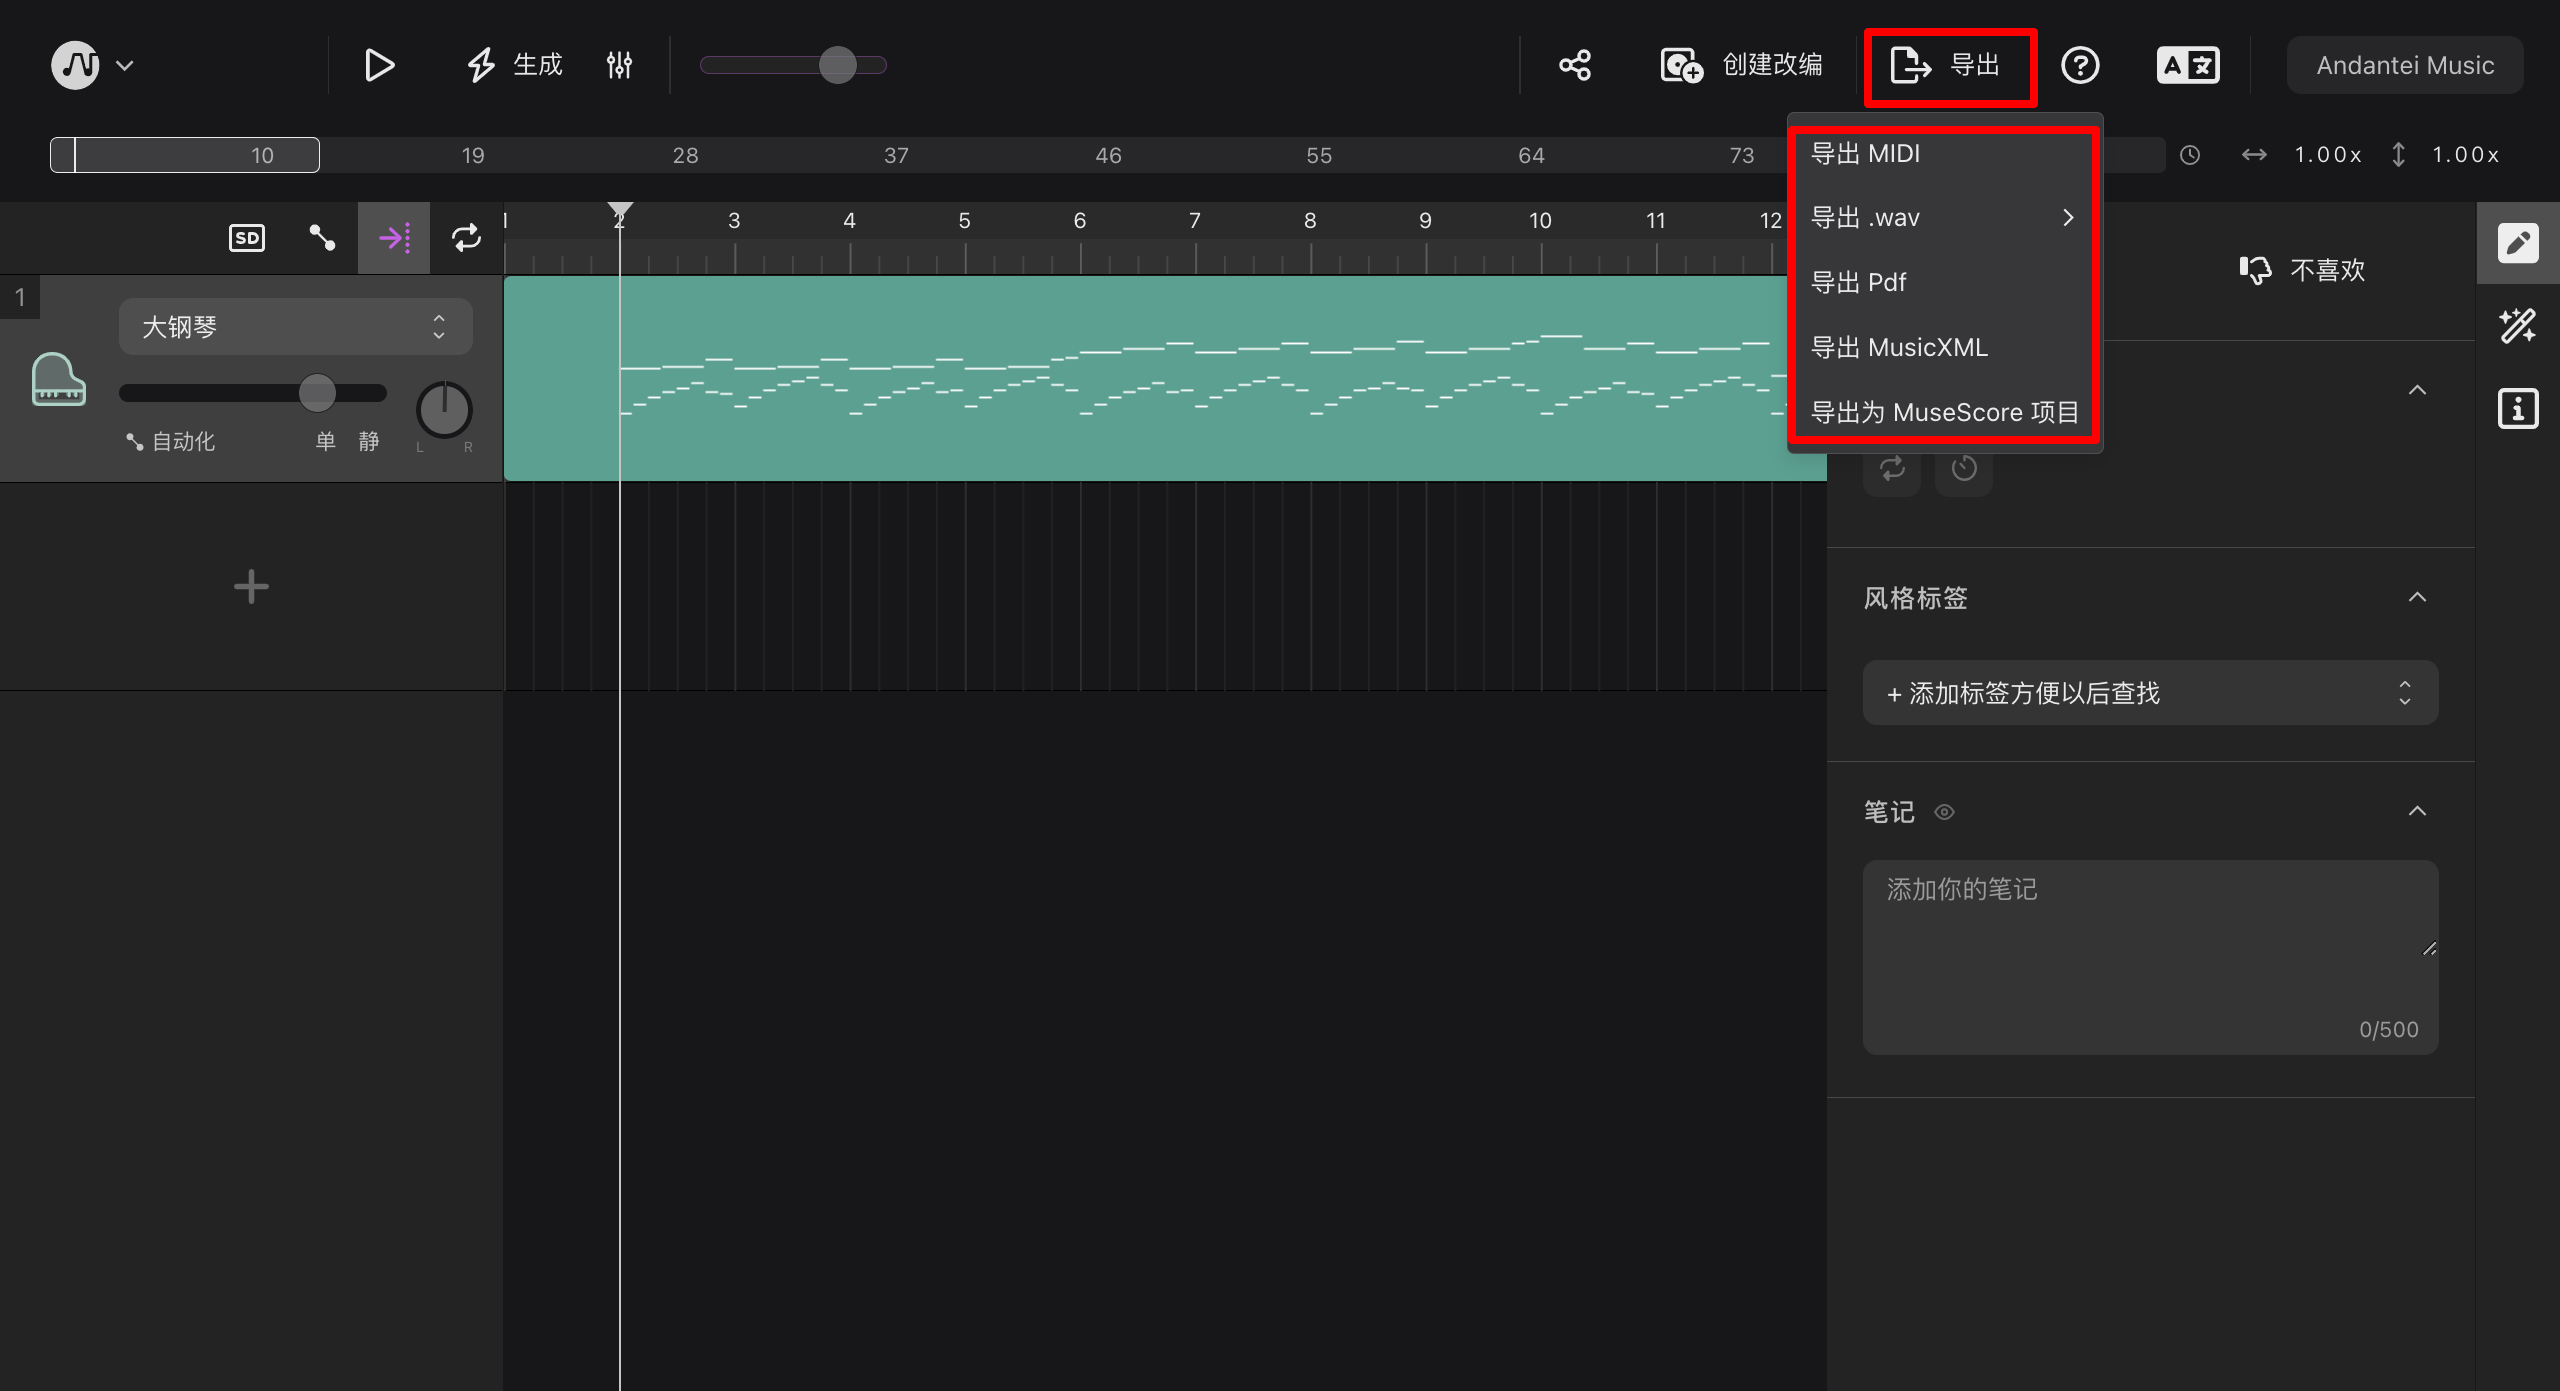 生成
创建改编
导出
A 文
Andantei Music
10 19 28 37 46 55 64 73
1.00x
1.00x
导出 MIDI
导出 .wav
导出 Pdf
导出 MusicXML
导出为 MuseScore 项目
SD
1 2 3 4 5 6 7 8 9 10 11 12
1
大钢琴
自动化
单
静
L
R
不喜欢
风格标签
+ 添加标签方便以后查找
笔记
添加你的笔记
0/500